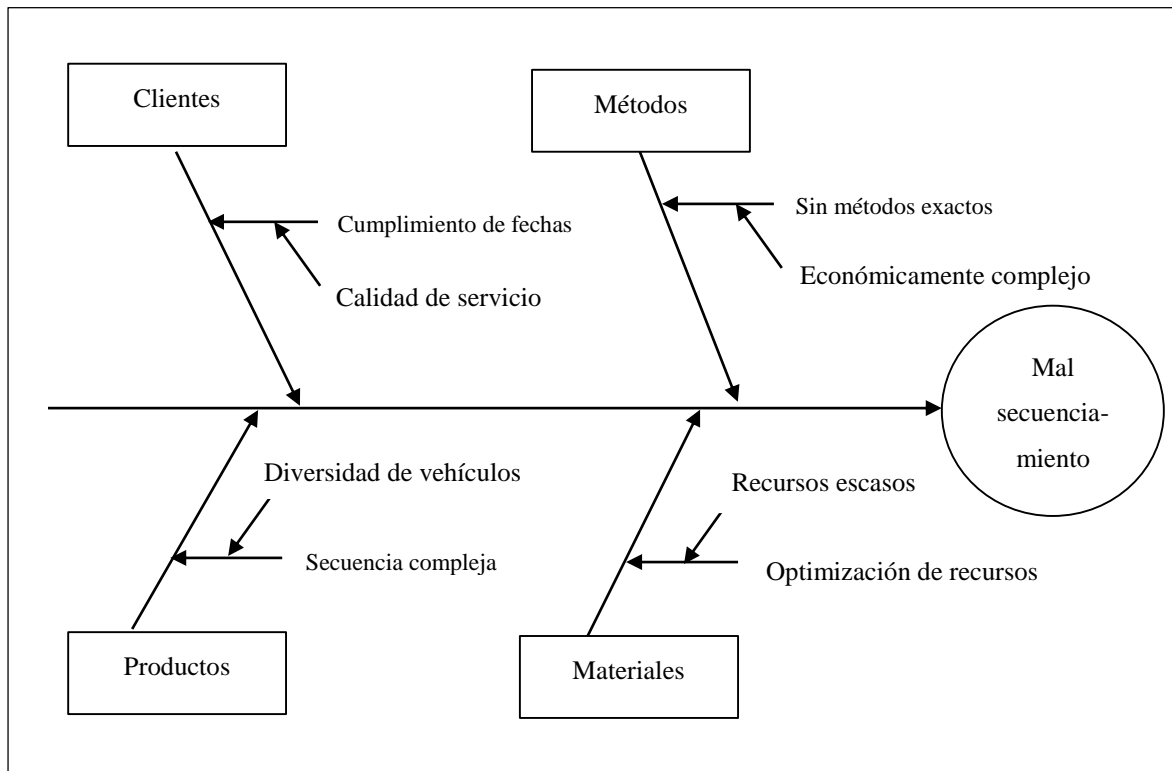 Clientes
Métodos
Cumplimiento de fechas
Calidad de servicio
Sin métodos exactos
Económicamente complejo
Mal
secuencia-
miento
Diversidad de vehículos
Secuencia compleja
Recursos escasos
Optimización de recursos
Productos
Materiales